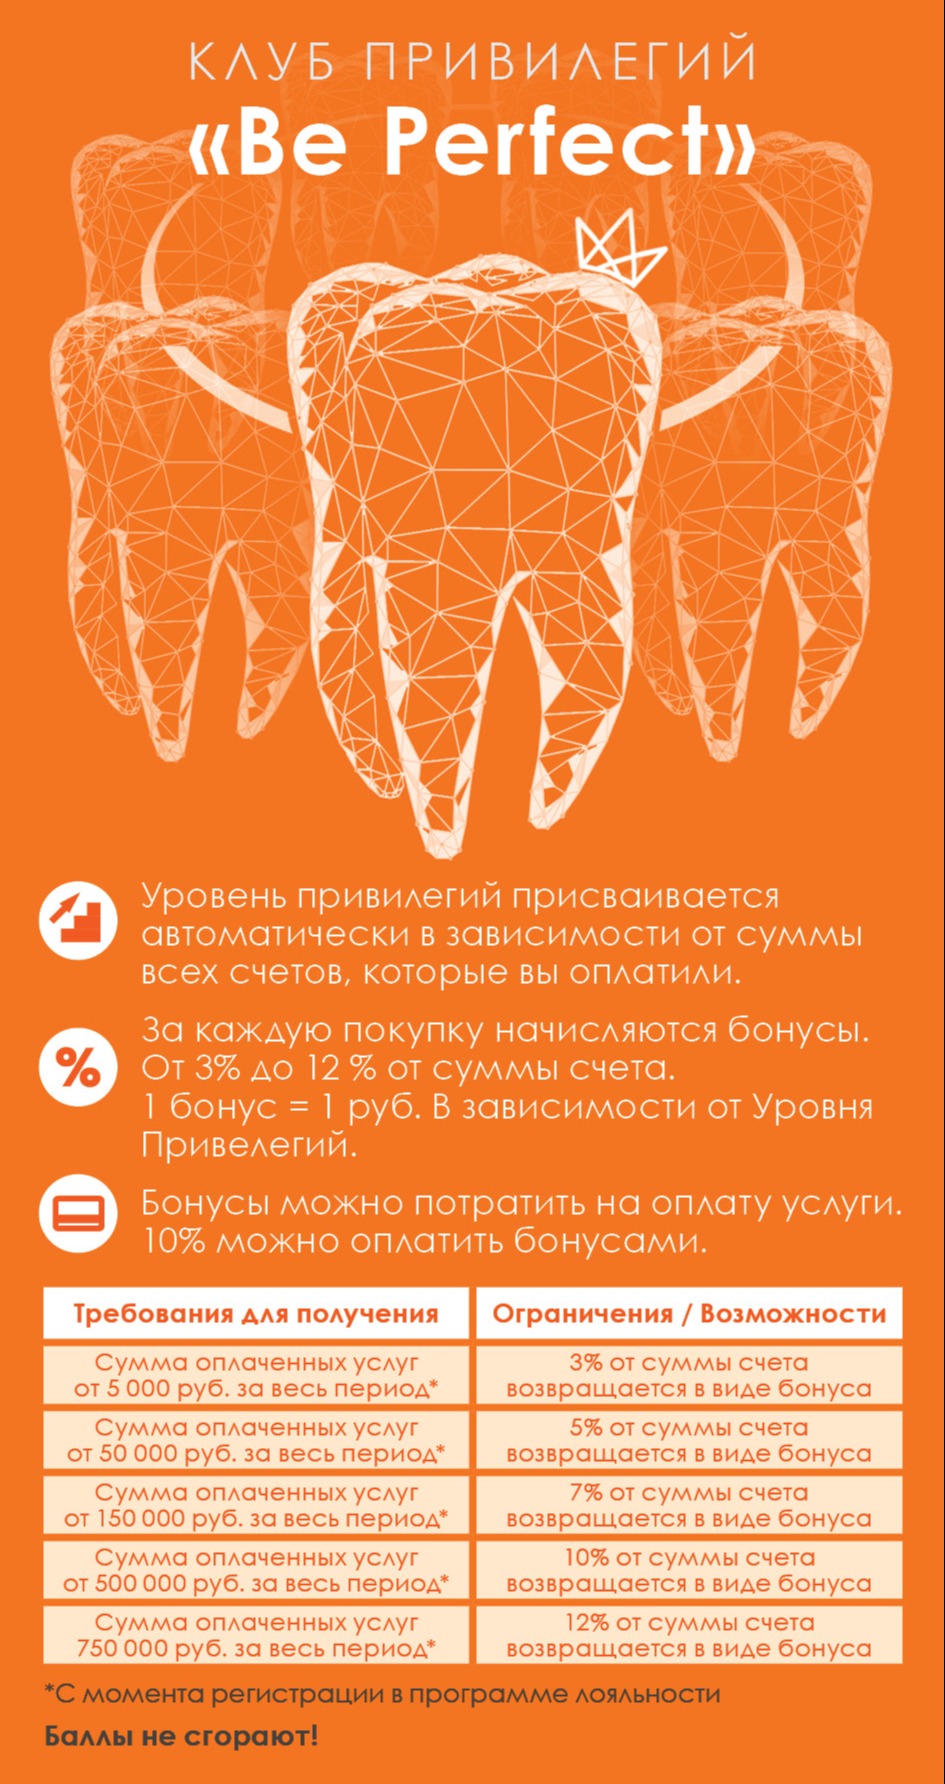 КЛУБ ПРИВИЛЕГИЙ
«Be Perfect»
Уровень привилегий присваивается
автоматически в зависимости от суммы
всех счетов, которые вы оплатили.
За каждую покупку начисляются бонусы.
От 3% до 12 % от суммы счета.
1 бонус = 1 руб. В зависимости от Уровня
Привелегий.
%
Бонусы можно потратить на оплату услуги.
10% можно оплатить бонусами.
Требования для получения
Ограничения / Возможности
Сумма оплаченных услуг
от 5 000 руб. за весь период*
3% от суммы счета
возвращается в виде бонуса
Сумма оплаченных услуг
от 50 000 руб. за весь период*
5% от суммы счета
возвращается в виде бонуса
Сумма оплаченных услуг
от 150 000 руб. за весь период*
7% от суммы счета
возвращается в виде бонуса
Сумма оплаченных услуг
от 500 000 руб. за весь период*
10% от суммы счета
возвращается в виде бонуса
Сумма оплаченных услуг
750 000 руб. за весь период*
12% от суммы счета
возвращается в виде бонуса
*С момента регистрации в программе лояльности
Баллы не сгорают!